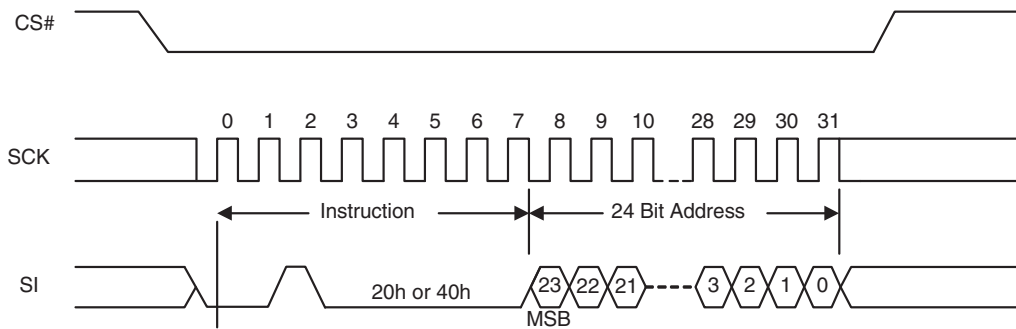 CS#
0 1 2 3 4 5 6 7 8 9 10 28 29 30 31
SCK
Instruction 24 Bit Address
SI 20h or 40h 23 22 21 3 2 1 0
MSB